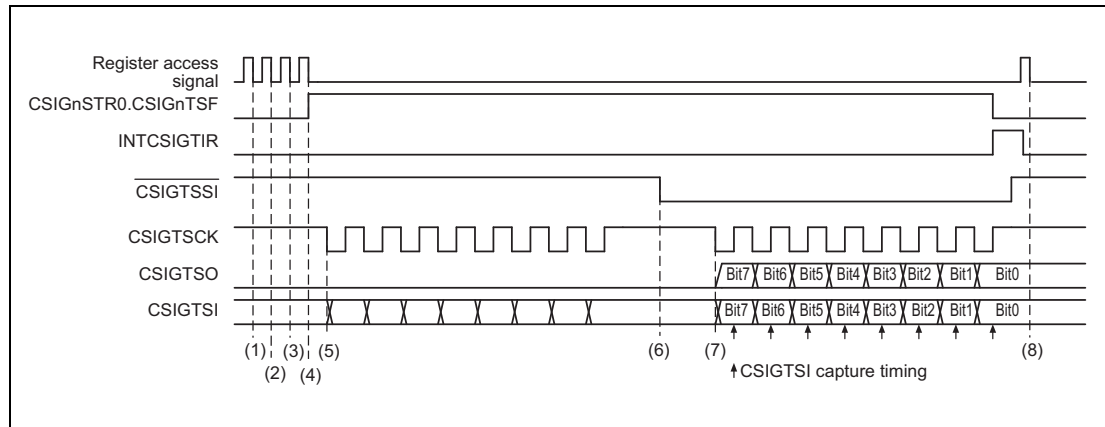 Register access
signal
CSIGnSTR0.CSIGnTSF
INTCSIGTIR
CSIGTSSI
CSIGTSCK
CSIGTSO
Bit7 Bit6 Bit5 Bit4 Bit3 Bit2 Bit1 Bit0
CSIGTSI
Bit7 Bit6 Bit5 Bit4 Bit3 Bit2 Bit1 Bit0
(1) (2) (3) (4) (5) (6) (7) (8)
CSIGTSI capture timing